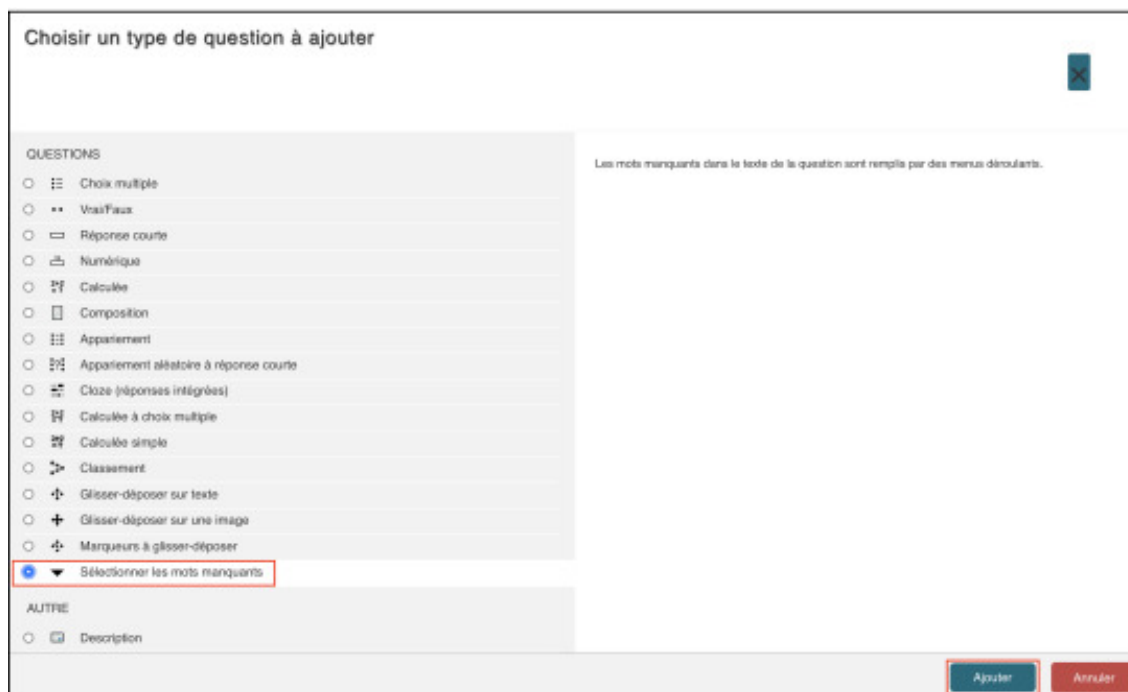 Choisir un type de question à ajouter
QUESTIONS
Les mots manquants dans le texte de la question sont remplis par des menus déroulants.
Choix multiple
Vrai/Faux
Réponse courte
Numérique
Calculée
Composition
Appariement
Appariement aléatoire à réponse courte
Cloze (réponses intégrées)
Calculée à choix multiple
Calculée simple
Classement
Glisser-déposer sur texte
Glisser-déposer sur une image
Marqueurs à glisser-déposer
Sélectionner les mots manquants
AUTRE
Description
Ajouter
Annuler